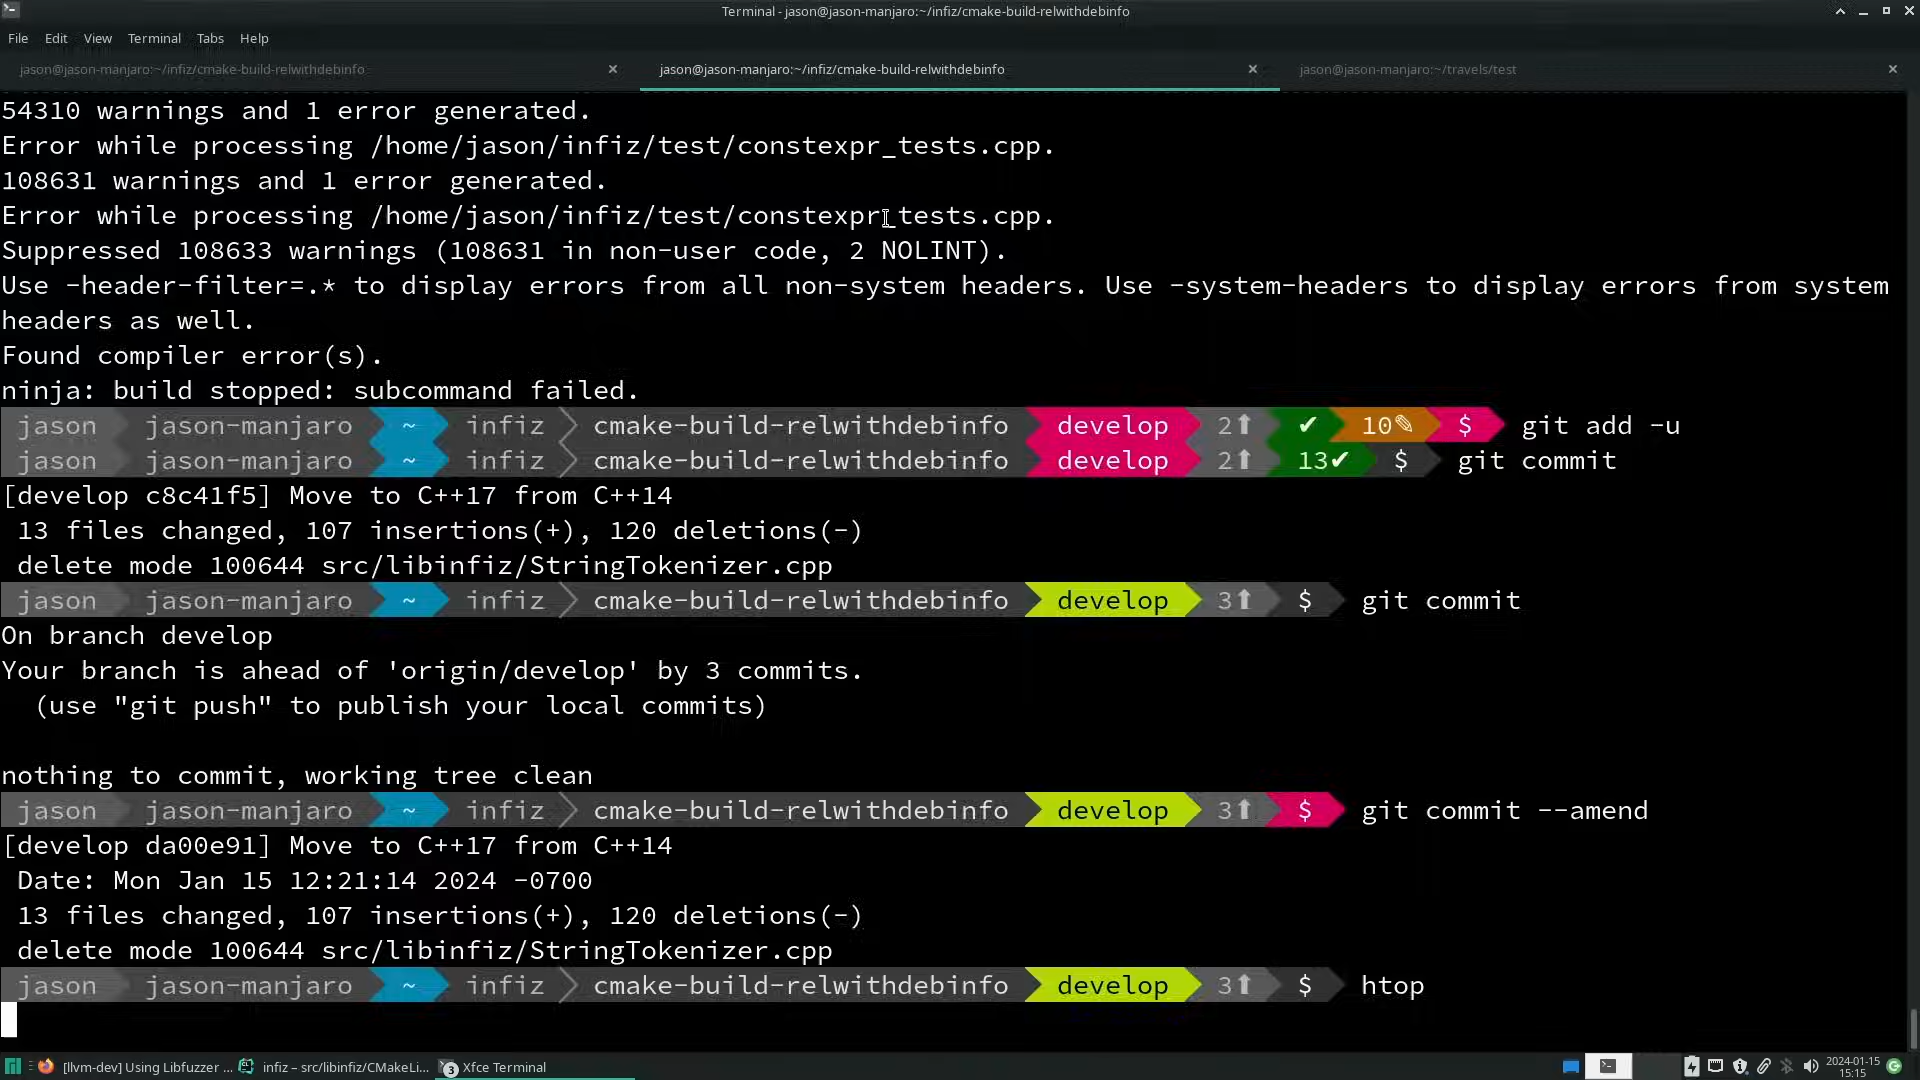 Terminal - jason@jason-manjaro:~/infiz/cmake-build-relwithdebinfo
File Edit View Terminal Tabs Help
jason@jason-manjaro:~/infiz/cmake-build-relwithdebinfo jason@jason-manjaro:~/infiz/cmake-build-relwithdebinfo jason@jason-manjaro:~/travels/test
54310 warnings and 1 error generated.
Error while processing /home/jason/infiz/test/constexpr_tests.cpp.
108631 warnings and 1 error generated.
Error while processing /home/jason/infiz/test/constexpr_tests.cpp.
Suppressed 108633 warnings (108631 in non-user code, 2 NOLINT).
Use -header-filter=.* to display errors from all non-system headers. Use -system-headers to display errors from system
headers as well.
Found compiler error(s).
ninja: build stopped: subcommand failed.
jason jason-manjaro ~ infiz cmake-build-relwithdebinfo develop 2⬆ ✔ 10✎ $ git add -u
jason jason-manjaro ~ infiz cmake-build-relwithdebinfo develop 2⬆ 13✔ $ git commit
[develop c8c41f5] Move to C++17 from C++14
13 files changed, 107 insertions(+), 120 deletions(-)
delete mode 100644 src/libinfiz/StringTokenizer.cpp
jason jason-manjaro ~ infiz cmake-build-relwithdebinfo develop 3⬆ $ git commit
On branch develop
Your branch is ahead of 'origin/develop' by 3 commits.
(use "git push" to publish your local commits)
nothing to commit, working tree clean
jason jason-manjaro ~ infiz cmake-build-relwithdebinfo develop 3⬆ $ git commit --amend
[develop da00e91] Move to C++17 from C++14
Date: Mon Jan 15 12:21:14 2024 -0700
13 files changed, 107 insertions(+), 120 deletions(-)
delete mode 100644 src/libinfiz/StringTokenizer.cpp
jason jason-manjaro ~ infiz cmake-build-relwithdebinfo develop 3⬆ $ htop
[llvm-dev] Using Libfuzzer ... infiz – src/libinfiz/CMakeLi... 3 Xfce Terminal 2024-01-15
15:15